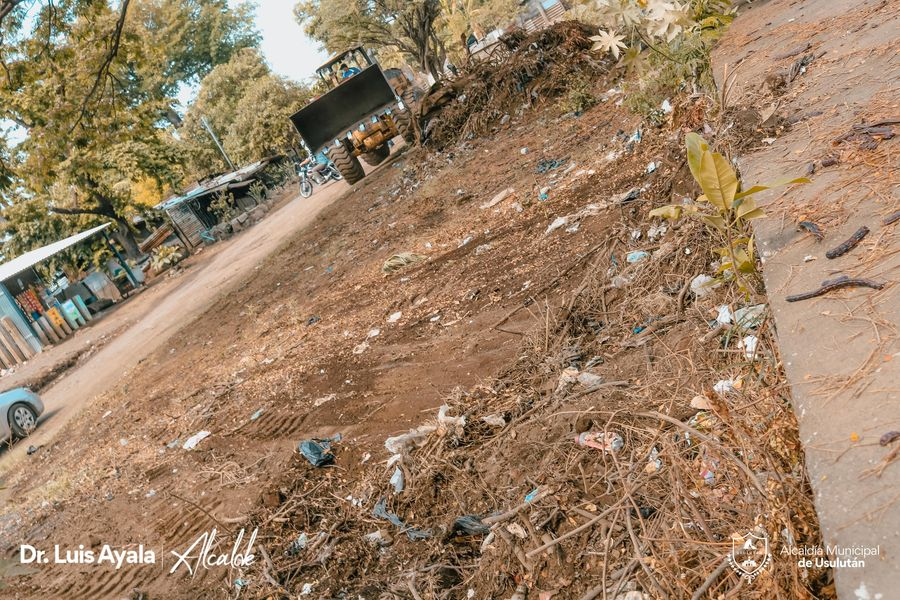 Dr. Luis Ayala | Alcalde
Alcaldía Municipal
de Usulután